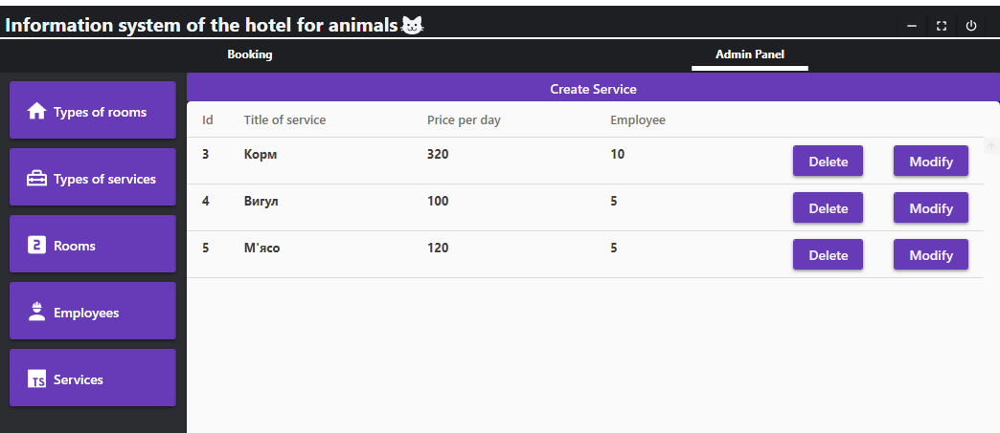 Information system of the hotel for animals
Booking
Admin Panel
Types of rooms
Types of services
2
Rooms
Employees
TS
Services
Create Service
Id Title of service Price per day Employee
3 Корм 320 10 Delete Modify
4 Вигул 100 5 Delete Modify
5 М'ясо 120 5 Delete Modify